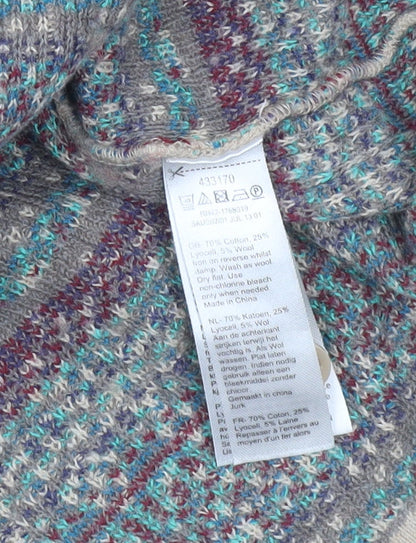 433170
GB- 70% Cotton, 25%
Lyocell, 5% Wool
Iron on reverse whilst
damp. Wash as wool
Dry flat. Use
non-chlorine bleach
only when needed
Made in China
NL- 70% Katoen, 25%
Lyocell, 5% Wol
Aan de achterkant
strijken terwijl het
vochtig is. Als Wol
wassen. Plat laten
drogen. Indien nodig
gebruikt allen
bleekmiddel zonder
chloor
Gemaakt in china
Jurk
FR- 70% Coton, 25%
Lyocell, 5% Laine
Repasser à l'envers au
moyen d'un fer alors